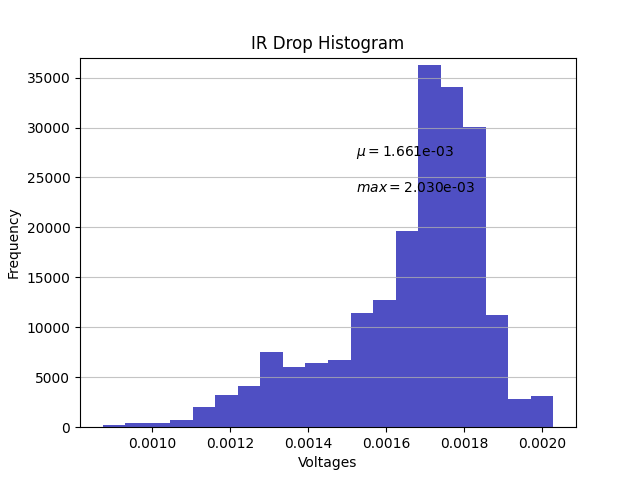 IR Drop Histogram
35000
30000
25000
20000
15000
10000
5000
0
μ = 1.661e-03
max = 2.030e-03
Frequency
0.0010 0.0012 0.0014 0.0016 0.0018 0.0020
Voltages